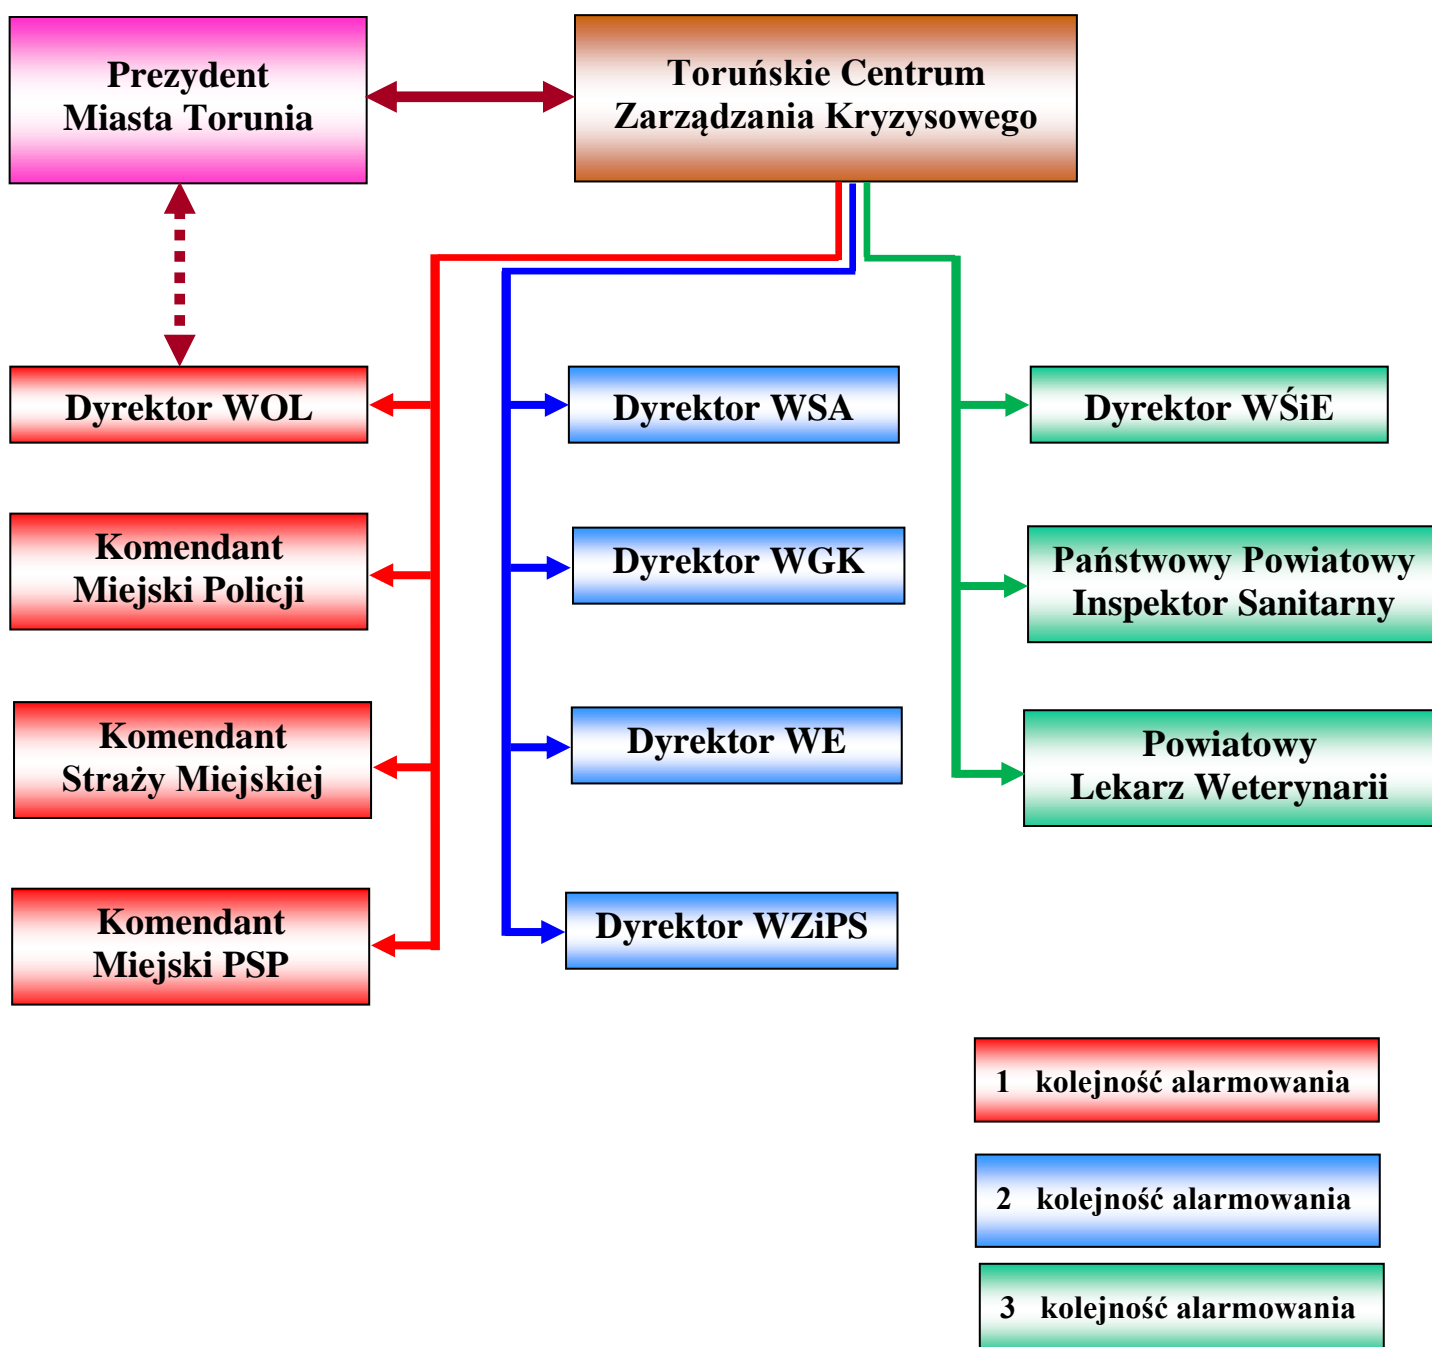 Prezydent
Miasta Torunia
Toruńskie Centrum
Zarządzania Kryzysowego
Dyrektor WOL
Dyrektor WSA
Dyrektor WŚiE
Komendant
Miejski Policji
Dyrektor WGK
Państwowy Powiatowy
Inspektor Sanitarny
Komendant
Straży Miejskiej
Dyrektor WE
Powiatowy
Lekarz Weterynarii
Komendant
Miejski PSP
Dyrektor WZiPS
1 kolejność alarmowania
2 kolejność alarmowania
3 kolejność alarmowania